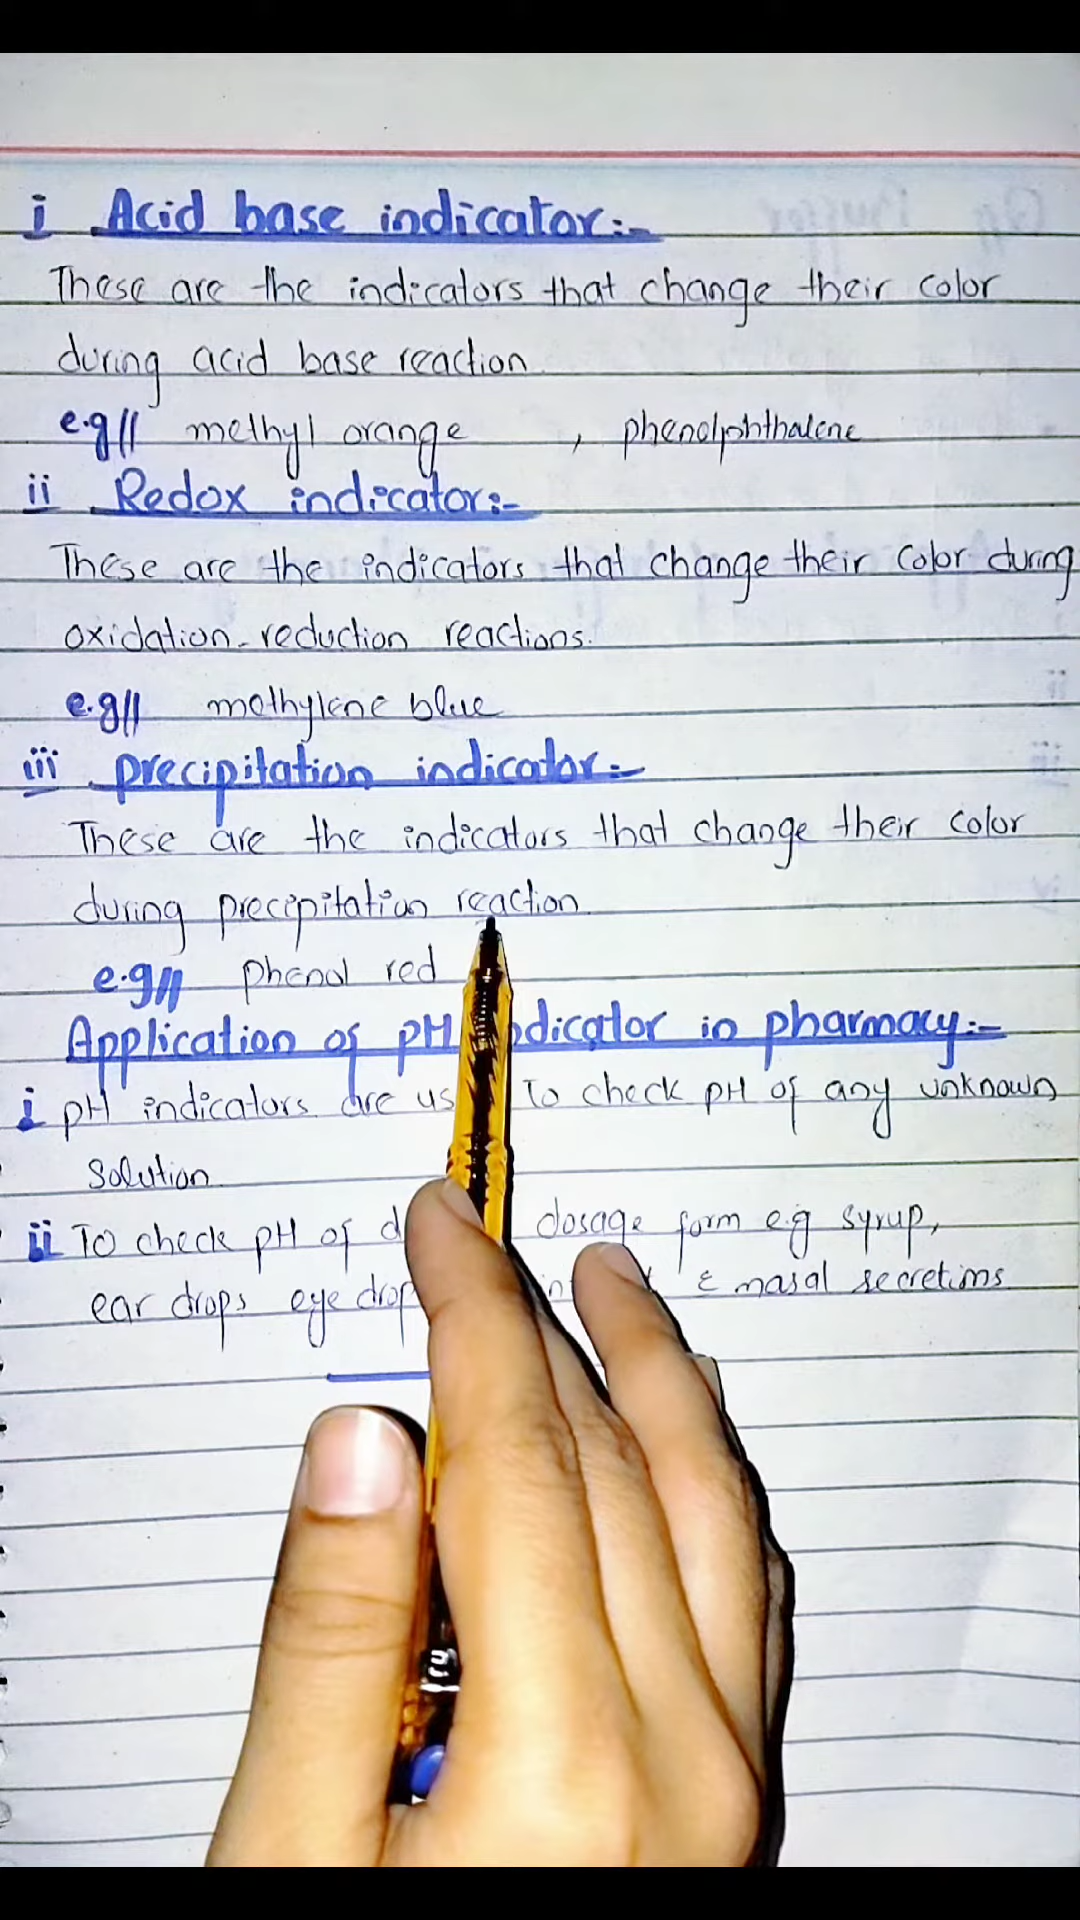 i Acid base indicator:-
These are the indicators that change their color
during acid base reaction
e.g// methyl orange , phenolphthalene
ii Redox indicator:-
These are the indicators that change their color during
oxidation-reduction reactions.
e.g// methylene blue
iii precipitation indicator:-
These are the indicators that change their color
during precipitation reaction
e.g// phenol red
Application of pH indicator in pharmacy:-
i pH indicators are us To check pH of any unknown
solution
ii To check pH of dosage form e.g syrup,
ear drops eye drop & nasal secretions